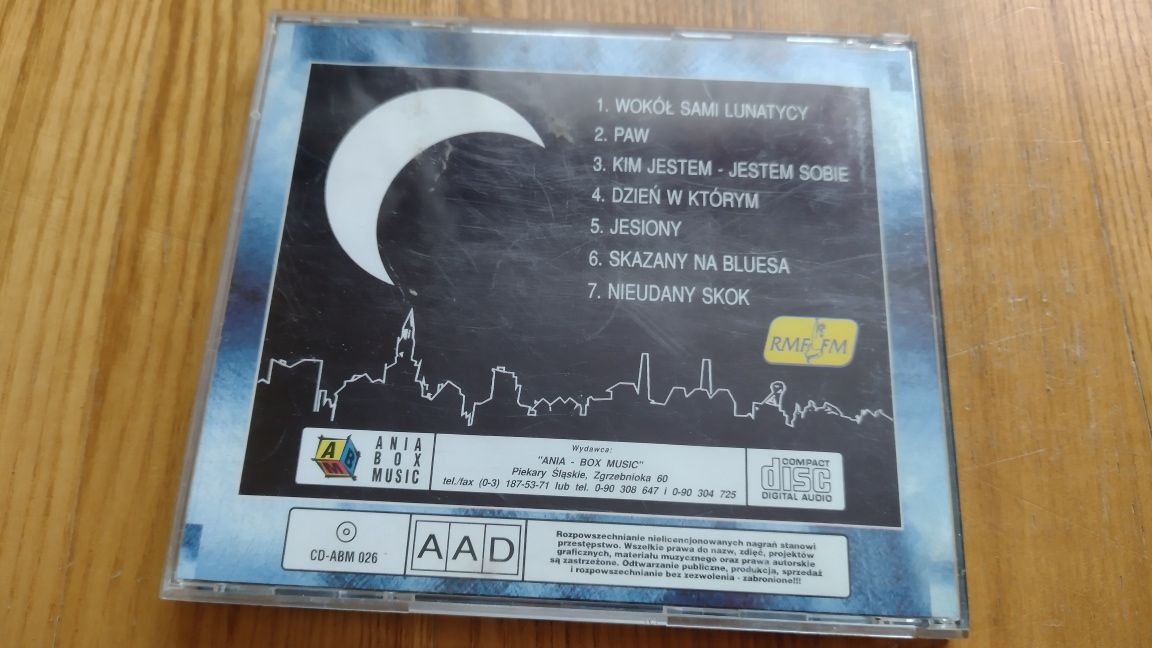 1. WOKÓŁ SAMI LUNATYCY
2. PAW
3. KIM JESTEM - JESTEM SOBIE
4. DZIEŃ W KTÓRYM
5. JESIONY
6. SKAZANY NA BLUESA
7. NIEUDANY SKOK
RMF FM
A B M
ANIA
BOX
MUSIC
Wydawca:
"ANIA - BOX MUSIC"
Piekary Śląskie, Zgrzebnioka 60
tel./fax (0-3) 187-53-71 lub tel. 0-90 308 647 i 0-90 304 725
COMPACT
disc
DIGITAL AUDIO
CD-ABM 026
AAD
Rozpowszechnianie nielicencjonowanych nagrań stanowi
przestępstwo. Wszelkie prawa do nazw, zdjęć, projektów
graficznych, materiału muzycznego oraz prawa autorskie
są zastrzeżone. Odtwarzanie publiczne, produkcja, sprzedaż
i rozpowszechnianie bez zezwolenia - zabronione!!!